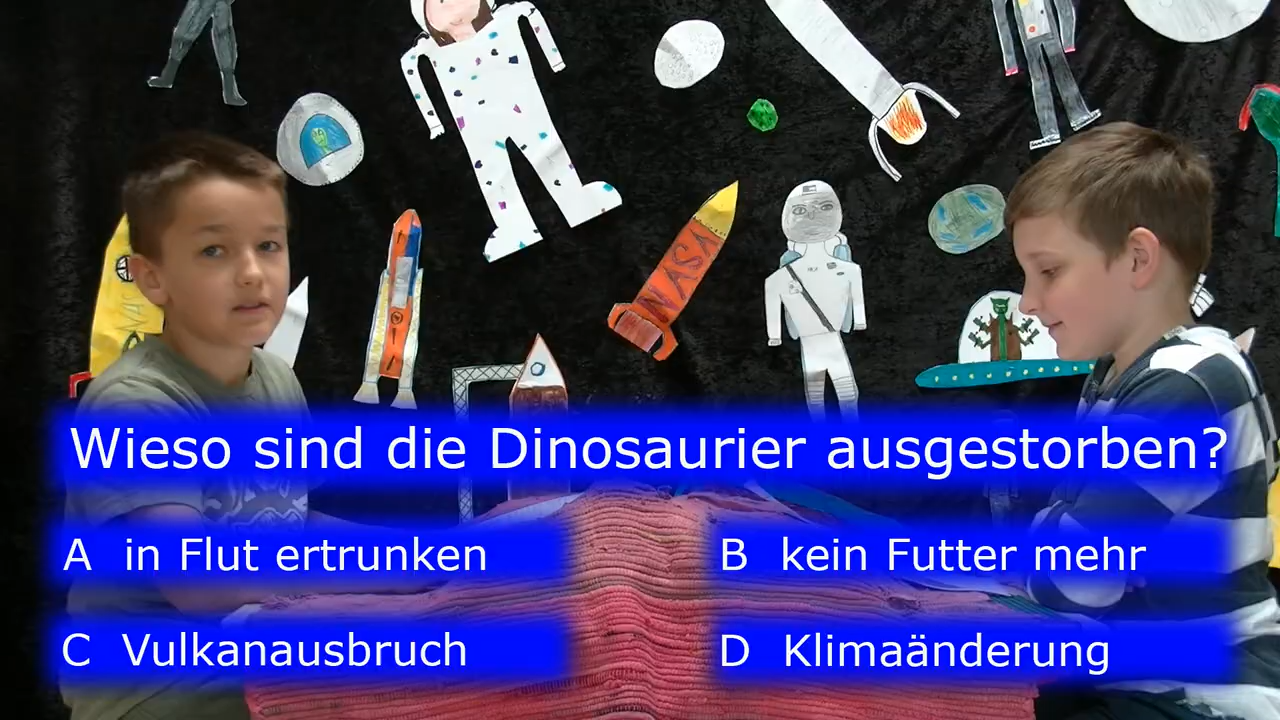 NASA
Wieso sind die Dinosaurier ausgestorben?
A in Flut ertrunken
B kein Futter mehr
C Vulkanausbruch
D Klimaänderung